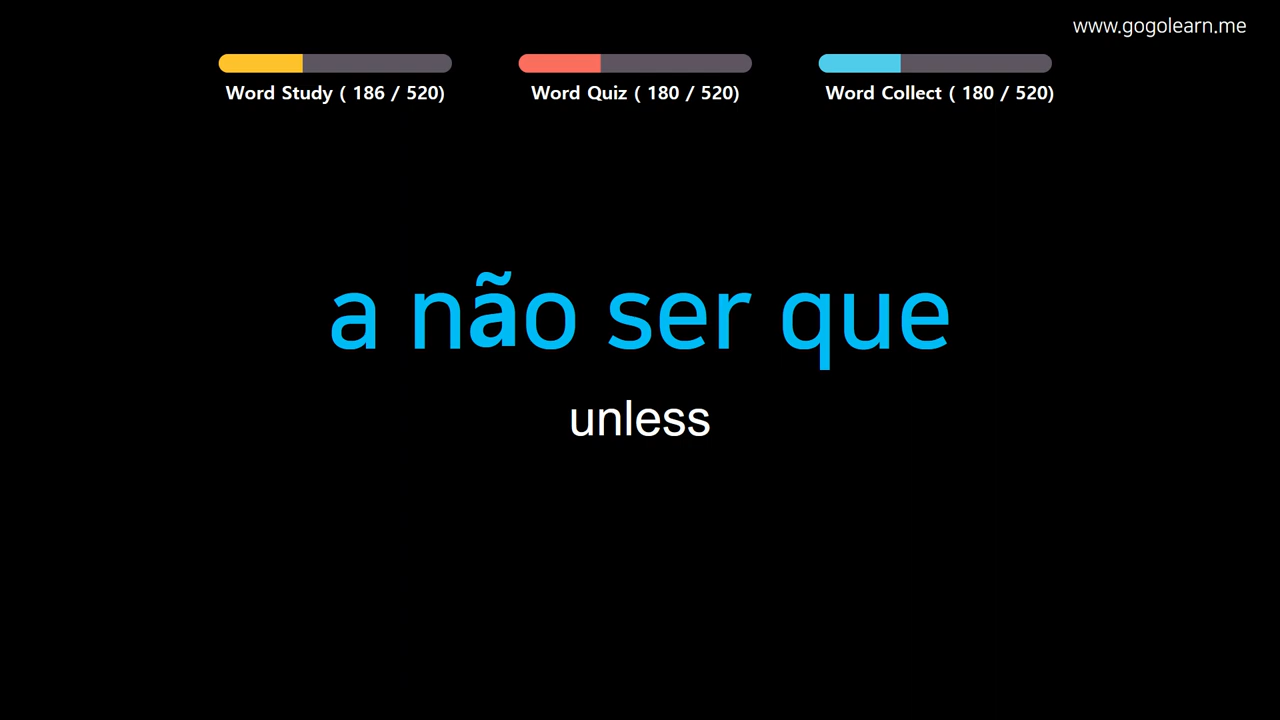 www.gogolearn.me
Word Study ( 186 / 520)
Word Quiz ( 180 / 520)
Word Collect ( 180 / 520)
a não ser que
unless